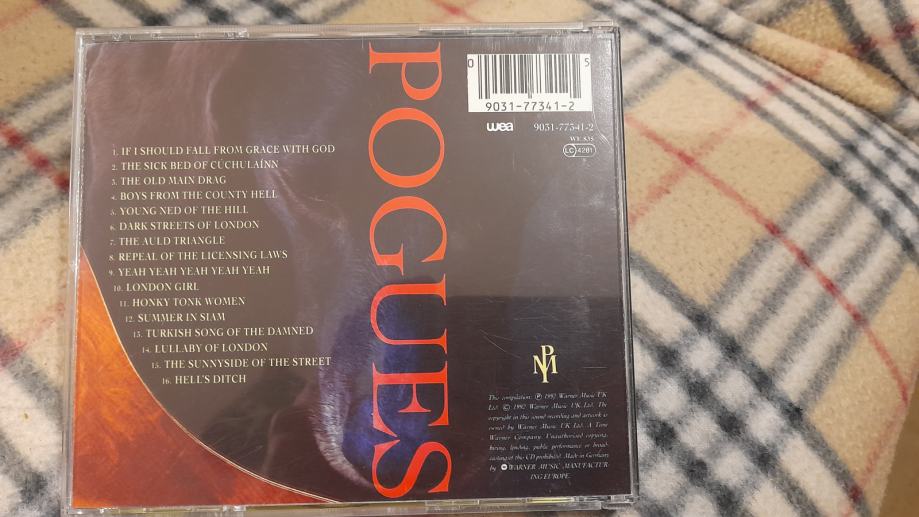 1. IF I SHOULD FALL FROM GRACE WITH GOD
2. THE SICK BED OF CÚCHULAÍNN
3. THE OLD MAIN DRAG
4. BOYS FROM THE COUNTY HELL
5. YOUNG NED OF THE HILL
6. DARK STREETS OF LONDON
7. THE AULD TRIANGLE
8. REPEAL OF THE LICENSING LAWS
9. YEAH YEAH YEAH YEAH YEAH
10. LONDON GIRL
11. HONKY TONK WOMEN
12. SUMMER IN SIAM
13. TURKISH SONG OF THE DAMNED
14. LULLABY OF LONDON
15. THE SUNNYSIDE OF THE STREET
16. HELL'S DITCH
POGUES
0 5
9031-77341-2
wea 9031-77341-2
WE 835
LC 4281
PM
This compilation: ℗ 1992 Warner Music UK
Ltd. © 1992 Warner Music UK Ltd. The
copyright in this sound recording and artwork is
owned by Warner Music UK Ltd. A Time
Warner Company. Unauthorised copying,
hiring, lending, public performance or broad-
casting of this CD prohibited. Made in Germany
by WARNER MUSIC MANUFACTUR-
ING EUROPE.